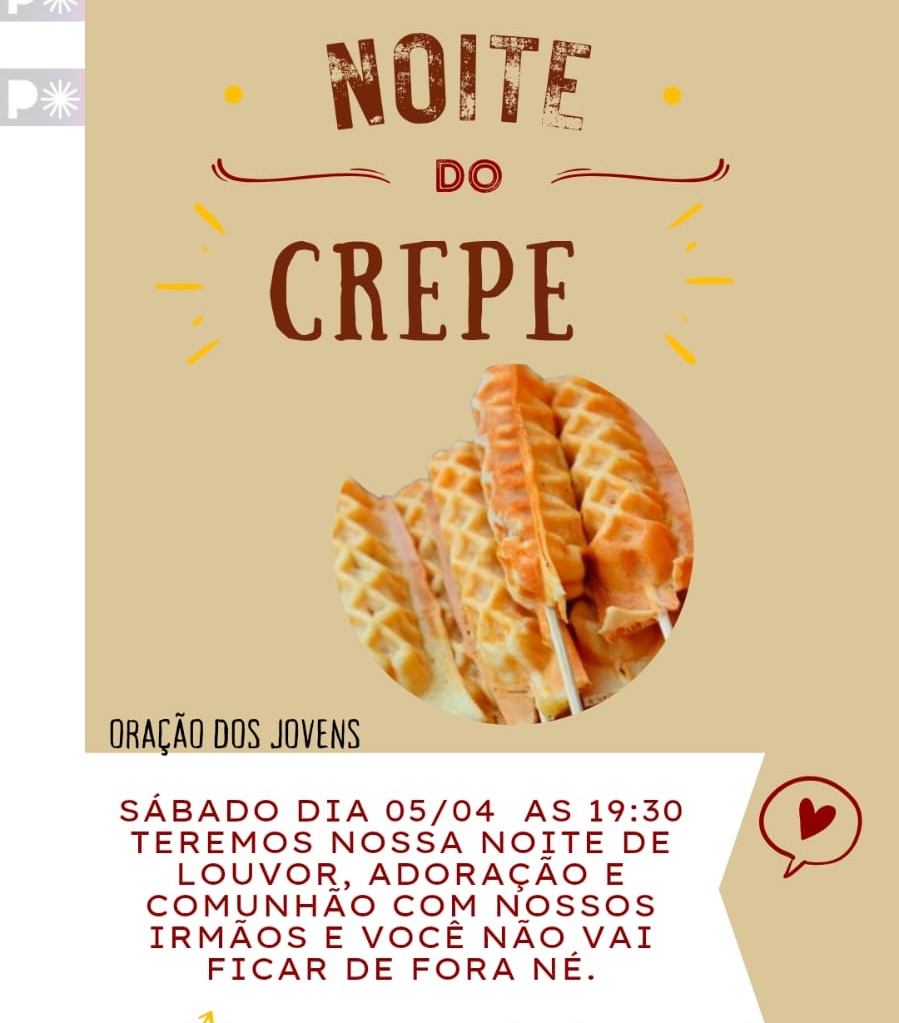 P
P
NOITE
DO
CREPE
ORAÇÃO DOS JOVENS
SÁBADO DIA 05/04 AS 19:30
TEREMOS NOSSA NOITE DE
LOUVOR, ADORAÇÃO E
COMUNHÃO COM NOSSOS
IRMÃOS E VOCÊ NÃO VAI
FICAR DE FORA NÉ.